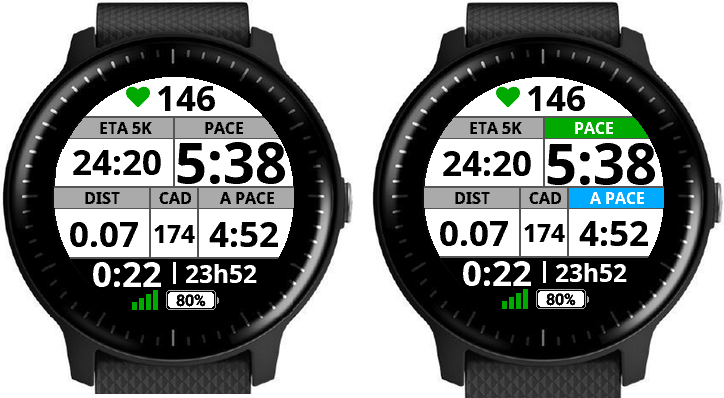 146
ETA 5K PACE
24:20 5:38
DIST CAD A PACE
0.07 174 4:52
0:22 | 23h52
80%
146
ETA 5K PACE
24:20 5:38
DIST CAD A PACE
0.07 174 4:52
0:22 | 23h52
80%